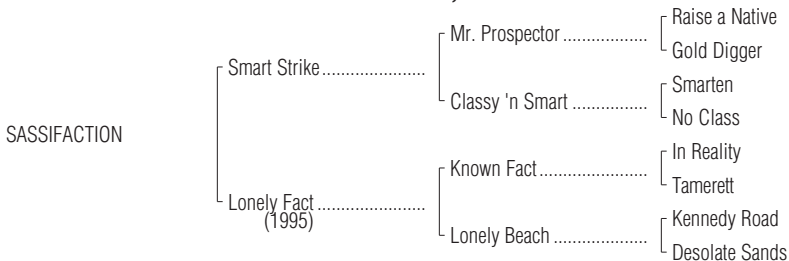 Raise a Native
Mr. Prospector
Gold Digger
Smart Strike
Smarten
Classy 'n Smart
No Class
SASSIFACTION
In Reality
Known Fact
Tamerett
Lonely Fact
(1995)
Kennedy Road
Lonely Beach
Desolate Sands